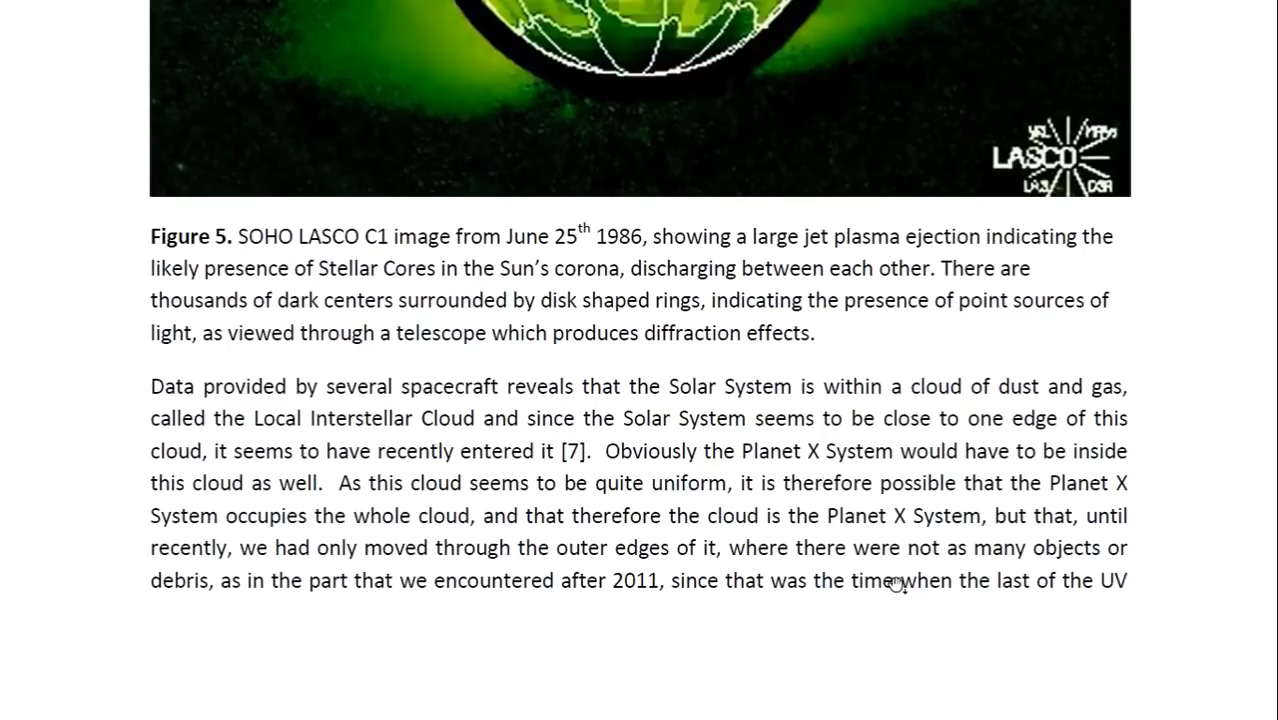 LASCO
Figure 5. SOHO LASCO C1 image from June 25th 1986, showing a large jet plasma ejection indicating the
likely presence of Stellar Cores in the Sun’s corona, discharging between each other. There are
thousands of dark centers surrounded by disk shaped rings, indicating the presence of point sources of
light, as viewed through a telescope which produces diffraction effects.
Data provided by several spacecraft reveals that the Solar System is within a cloud of dust and gas,
called the Local Interstellar Cloud and since the Solar System seems to be close to one edge of this
cloud, it seems to have recently entered it [7]. Obviously the Planet X System would have to be inside
this cloud as well. As this cloud seems to be quite uniform, it is therefore possible that the Planet X
System occupies the whole cloud, and that therefore the cloud is the Planet X System, but that, until
recently, we had only moved through the outer edges of it, where there were not as many objects or
debris, as in the part that we encountered after 2011, since that was the time when the last of the UV